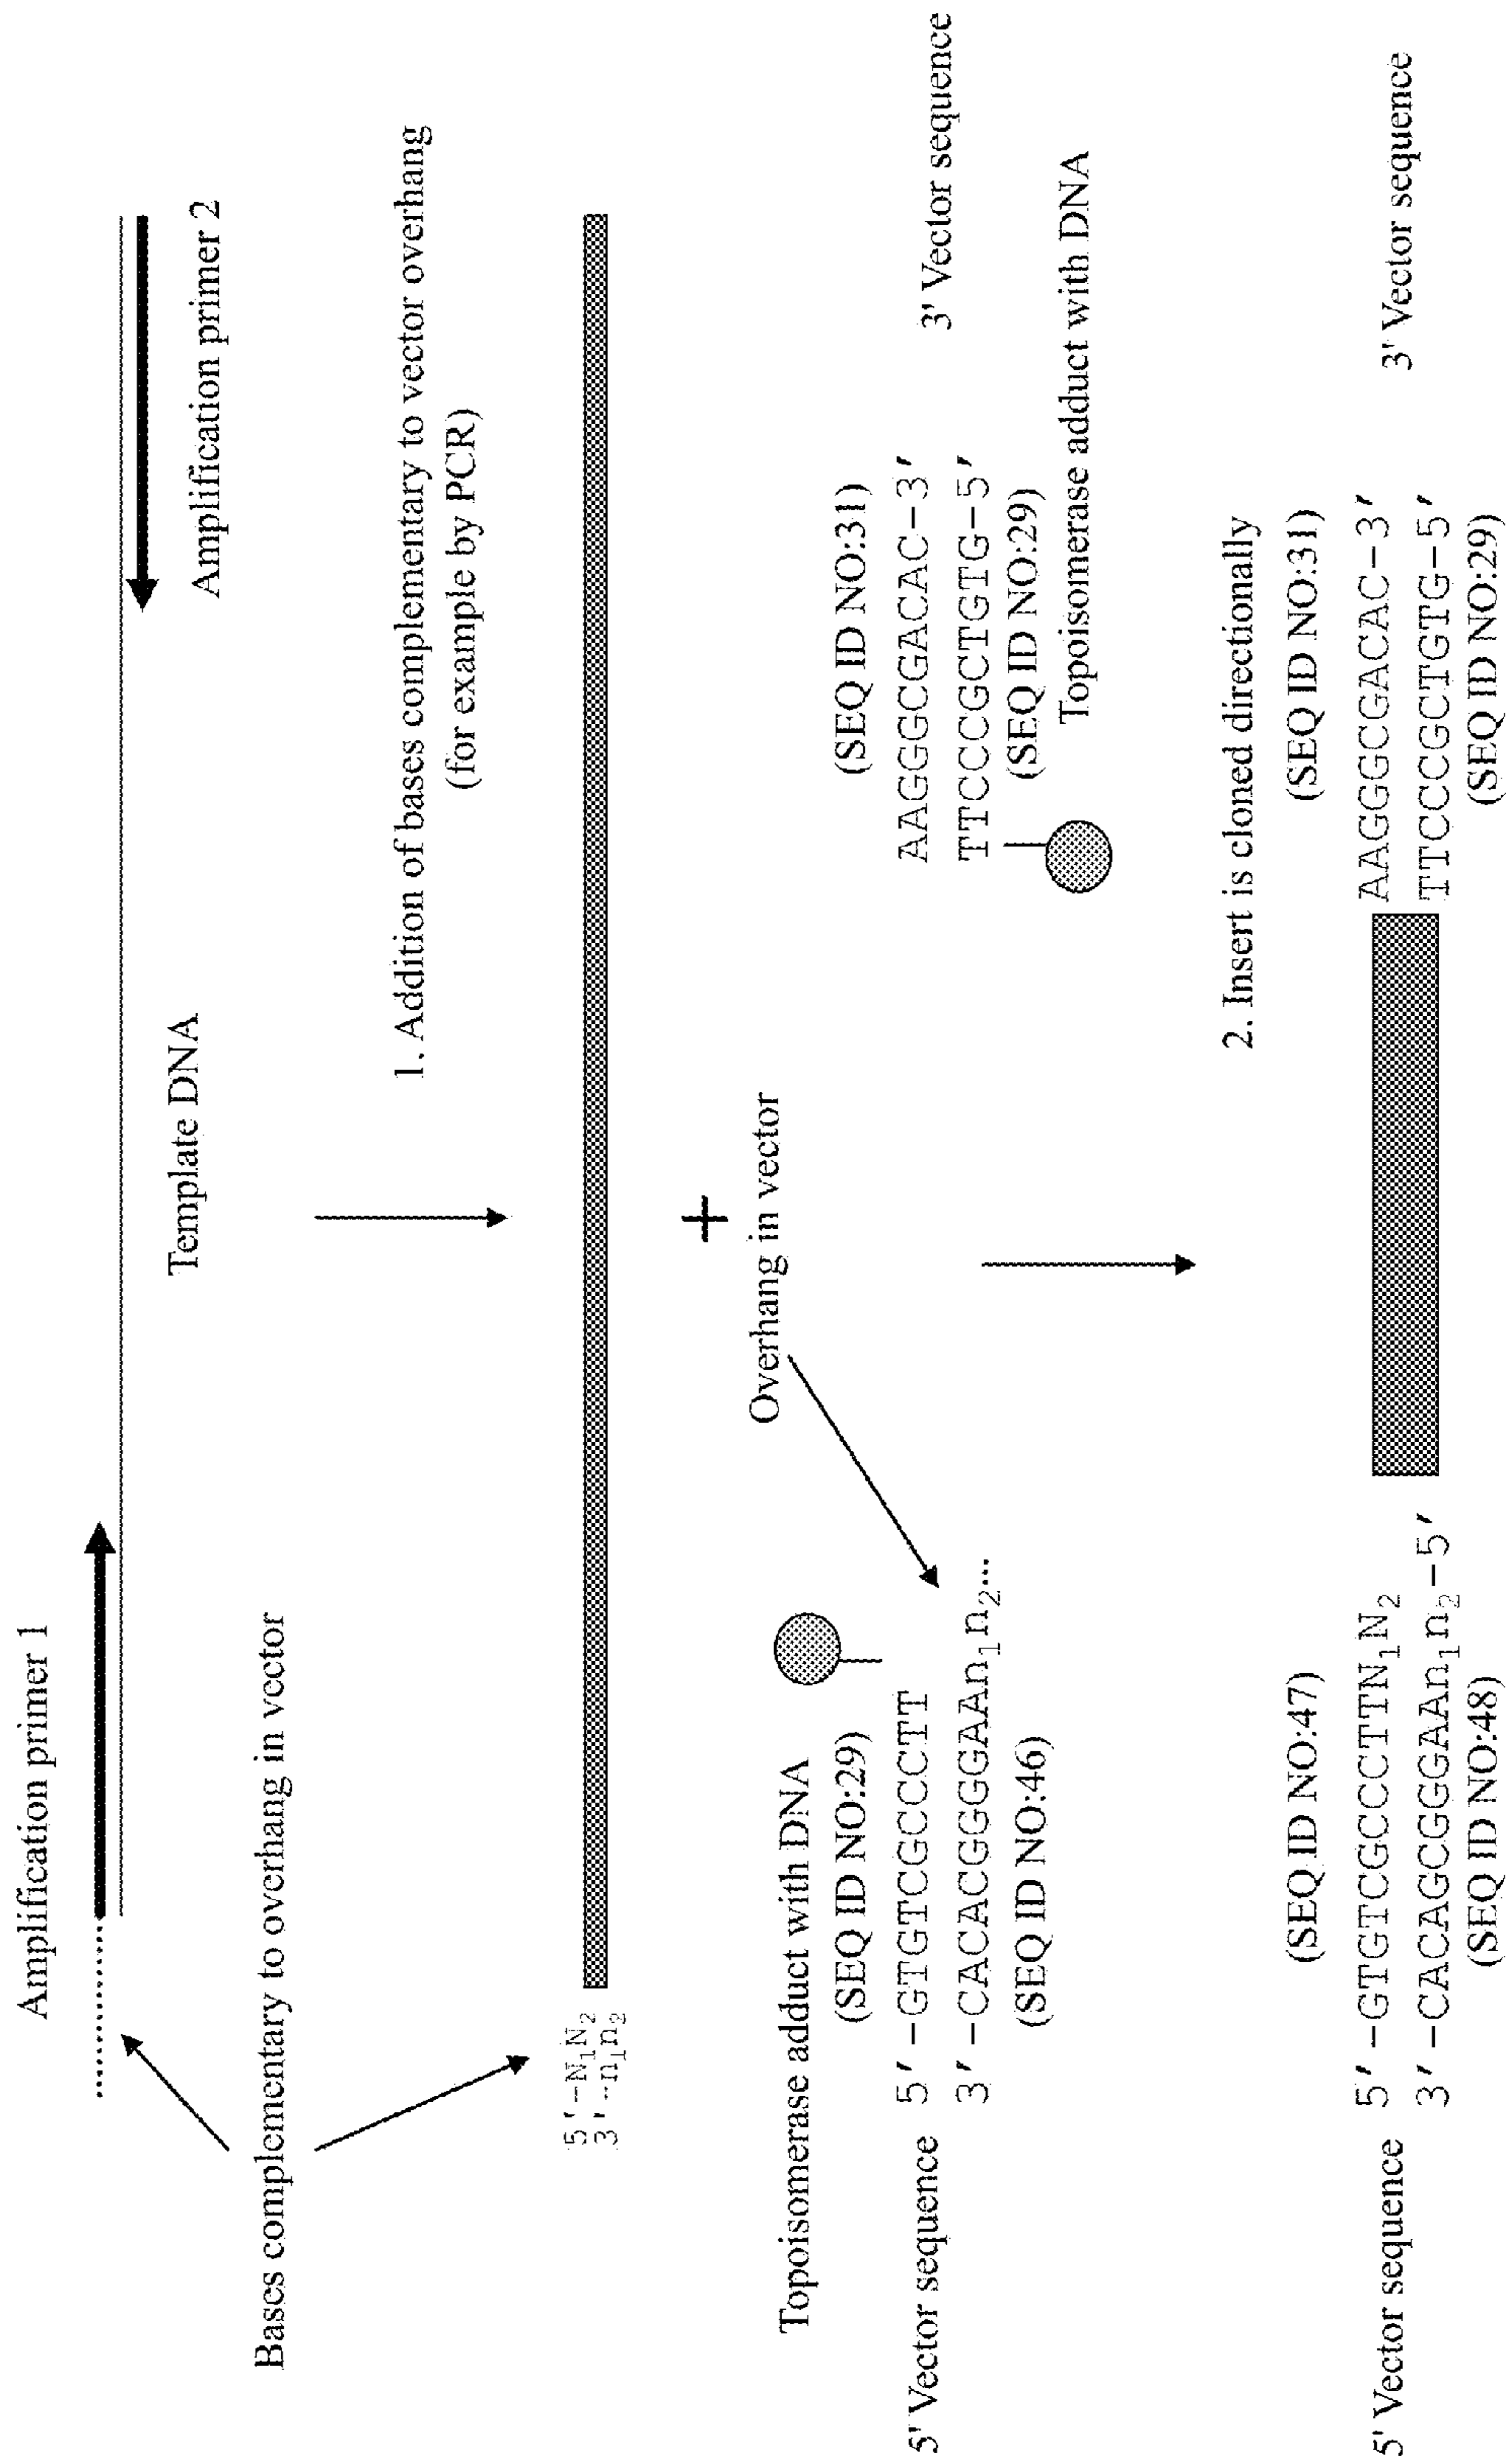 Amplification primer 1
Amplification primer 2
Template DNA
Bases complementary to overhang in vector
1. Addition of bases complementary to vector overhang
(for example by PCR)
5'-N1N2
3'-n1n2
+
Overhang in vector
Topoisomerase adduct with DNA
(SEQ ID NO:29)
5' Vector sequence 5'-GTGTCGCCCTT
3'-CACACGGGGAAn1n2...
(SEQ ID NO:46)
(SEQ ID NO:31)
AAGGGCGACAC-3' 3' Vector sequence
TTCCCGCTGTG-5'
(SEQ ID NO:29)
Topoisomerase adduct with DNA
2. Insert is cloned directionally
(SEQ ID NO:47)
5' Vector sequence 5'-GTGTCGCCCTTN1N2
3'-CACAGCGGGAAn1n2-5'
(SEQ ID NO:48)
(SEQ ID NO:31)
AAGGGCGACAC-3' 3' Vector sequence
TTCCCGCTGTG-5'
(SEQ ID NO:29)